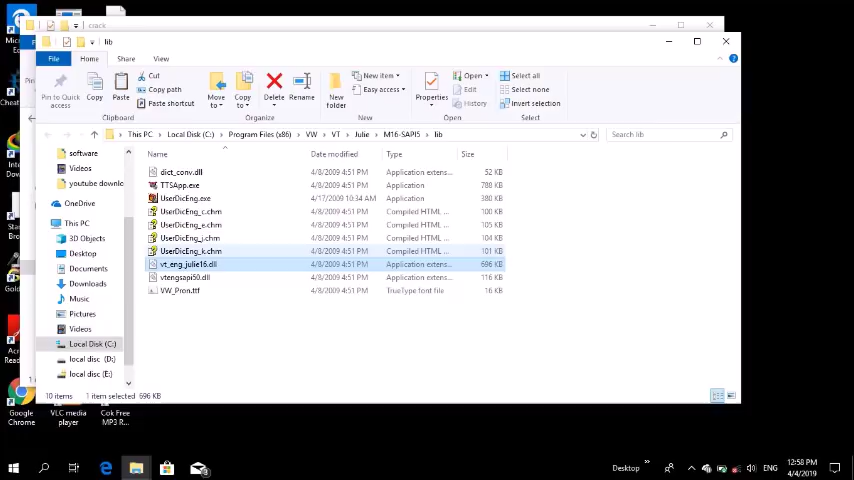 crack
lib
File Home Share View
Pin to Quick access
Copy
Paste
Cut
Copy path
Paste shortcut
Clipboard
Move to
Copy to
Delete
Rename
Organize
New folder
New item
Easy access
New
Properties
Open
Edit
History
Open
Select all
Select none
Invert selection
Select
This PC > Local Disk (C:) > Program Files (x86) > VW > VT > Julie > M16-SAPI5 > lib
Search lib
Name Date modified Type Size
dict_conv.dll 4/8/2009 4:51 PM Application extens... 52 KB
TTSApp.exe 4/8/2009 4:51 PM Application 788 KB
UserDicEng.exe 4/17/2009 10:34 AM Application 380 KB
UserDicEng_c.chm 4/8/2009 4:51 PM Compiled HTML ... 100 KB
UserDicEng_e.chm 4/8/2009 4:51 PM Compiled HTML ... 105 KB
UserDicEng_j.chm 4/8/2009 4:51 PM Compiled HTML ... 104 KB
UserDicEng_k.chm 4/8/2009 4:51 PM Compiled HTML ... 101 KB
vt_eng_julie16.dll 4/8/2009 4:51 PM Application extens... 696 KB
vtengsapi50.dll 4/8/2009 4:51 PM Application extens... 116 KB
VW_Pron.ttf 4/8/2009 4:51 PM TrueType font file 16 KB
software
Videos
youtube downlo
OneDrive
This PC
3D Objects
Desktop
Documents
Downloads
Music
Pictures
Videos
Local Disk (C:)
local disc (D:)
local disc (E:)
10 items 1 item selected 696 KB
Google Chrome
VLC media player
Cok Free MP3 R...
Desktop
ENG
12:58 PM
4/4/2019